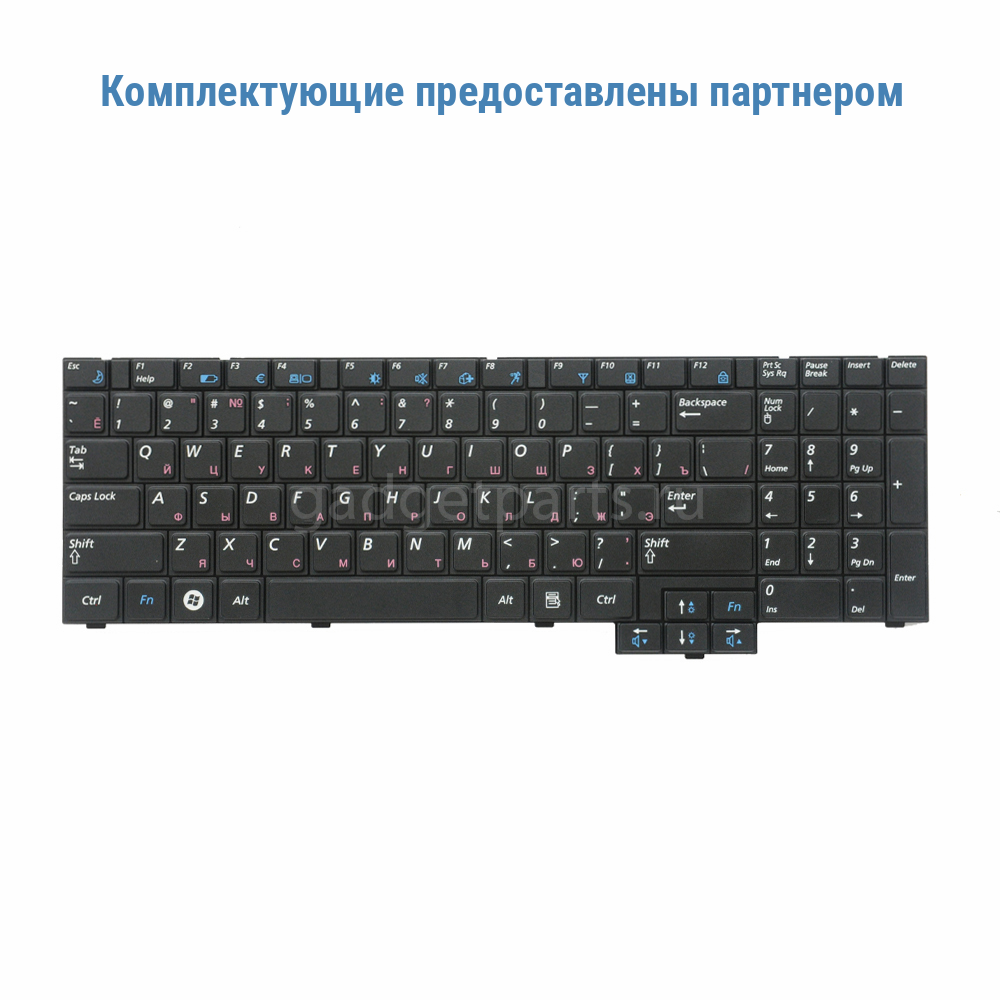 Комплектующие предоставлены партнером
Esc F1 F2 F3 F4 F5 F6 F7 F8 F9 F10 F11 F12 Prt Sc Pause Insert Delete
Help € Sys Rq Break
~ ! @ " # № $ ; % ^ : & ? * ( ) — + Backspace Num Lock / * –
` Ё 1 2 3 4 5 6 7 8 9 0 – =
Tab Q W E R T Y U I O P { } | 7 8 9
Й Ц У К Е Н Г Ш Щ З [ Х ] Ъ \ / Home Pg Up
Caps Lock A S D F G H J K L : " Enter 4 5 6 +
Ф Ы В А П Р О Л Д ; Ж ' Э
gadgetparts.ru
Shift Z X C V B N M < > ? Shift 1 2 3
Я Ч С М И Т Ь , Б . Ю / . End Pg Dn Enter
Ctrl Fn Alt Alt Ctrl Fn 0 .
Ins Del